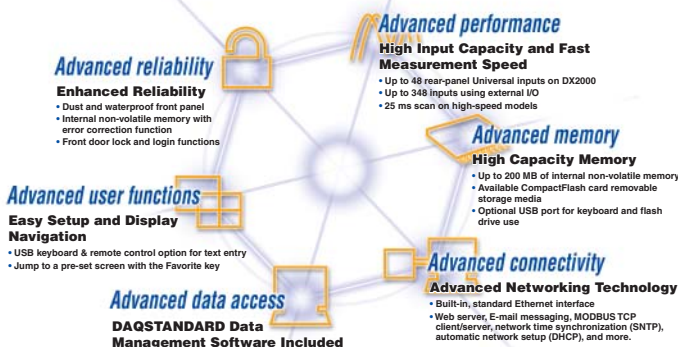 Advanced performance
High Input Capacity and Fast
Measurement Speed
• Up to 48 rear-panel Universal inputs on DX2000
• Up to 348 inputs using external I/O
• 25 ms scan on high-speed models
Advanced reliability
Enhanced Reliability
• Dust and waterproof front panel
• Internal non-volatile memory with
error correction function
• Front door lock and login functions
Advanced memory
High Capacity Memory
• Up to 200 MB of internal non-volatile memory
• Available CompactFlash card removable
storage media
• Optional USB port for keyboard and flash
drive use
Advanced user functions
Easy Setup and Display
Navigation
• USB keyboard & remote control option for text entry
• Jump to a pre-set screen with the Favorite key
Advanced connectivity
Advanced Networking Technology
• Built-in, standard Ethernet interface
• Web server, E-mail messaging, MODBUS TCP
client/server, network time synchronization (SNTP),
automatic network setup (DHCP), and more.
Advanced data access
DAQSTANDARD Data
Management Software Included